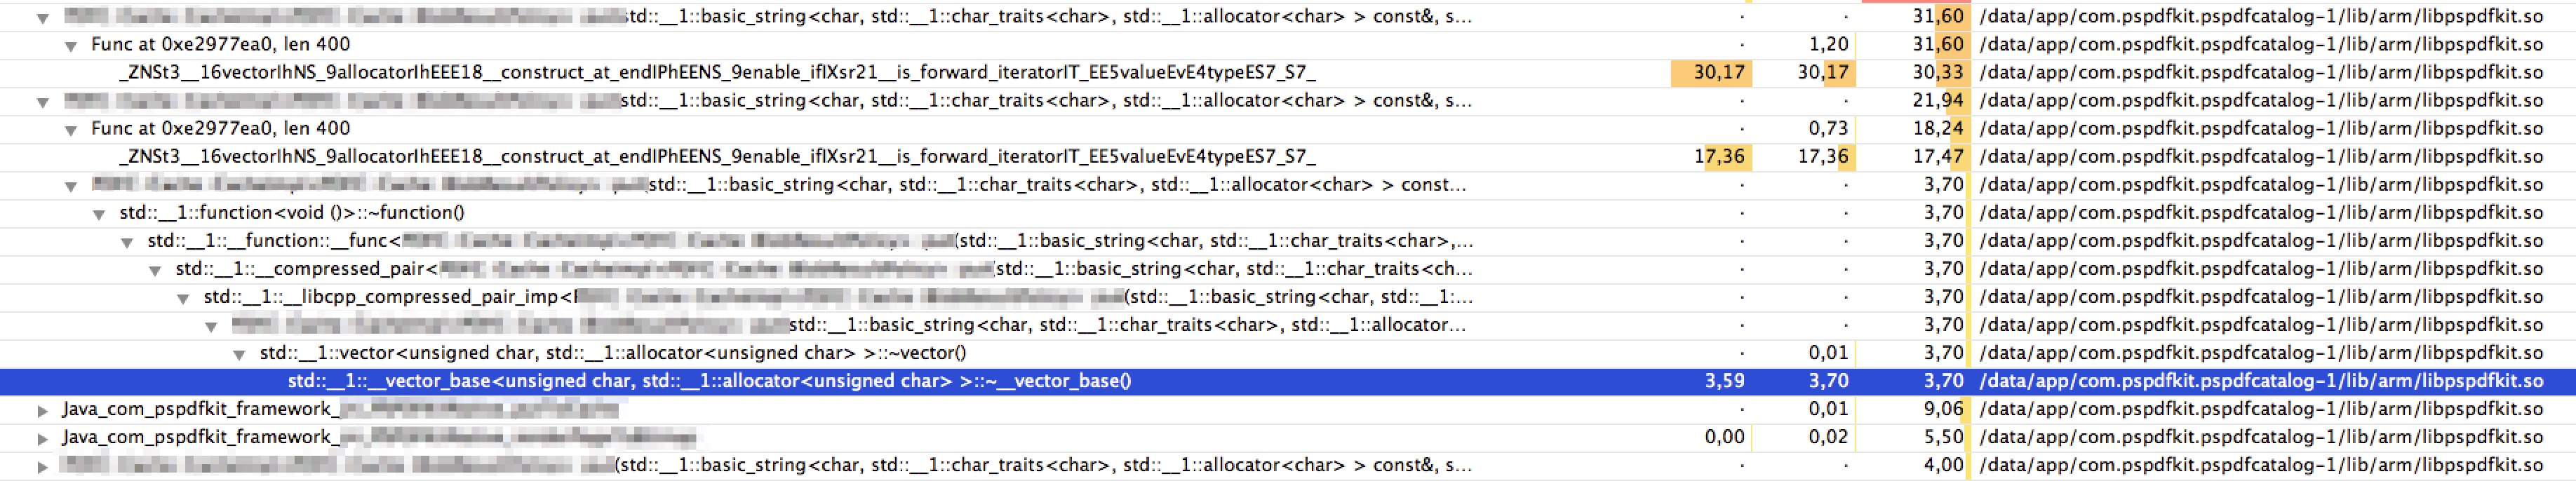 std::__1::basic_string<char, std::__1::char_traits<char>, std::__1::allocator<char> > const&, s... · · 31,60 /data/app/com.pspdfkit.pspdfcatalog-1/lib/arm/libpspdfkit.so
Func at 0xe2977ea0, len 400 · 1,20 31,60 /data/app/com.pspdfkit.pspdfcatalog-1/lib/arm/libpspdfkit.so
_ZNSt3__16vectorIhNS_9allocatorIhEEE18__construct_at_endIPhEENS_9enable_ifIXsr21__is_forward_iteratorIT_EE5valueEvE4typeES7_S7_ 30,17 30,17 30,33 /data/app/com.pspdfkit.pspdfcatalog-1/lib/arm/libpspdfkit.so
std::__1::basic_string<char, std::__1::char_traits<char>, std::__1::allocator<char> > const&, s... · · 21,94 /data/app/com.pspdfkit.pspdfcatalog-1/lib/arm/libpspdfkit.so
Func at 0xe2977ea0, len 400 · 0,73 18,24 /data/app/com.pspdfkit.pspdfcatalog-1/lib/arm/libpspdfkit.so
_ZNSt3__16vectorIhNS_9allocatorIhEEE18__construct_at_endIPhEENS_9enable_ifIXsr21__is_forward_iteratorIT_EE5valueEvE4typeES7_S7_ 17,36 17,36 17,47 /data/app/com.pspdfkit.pspdfcatalog-1/lib/arm/libpspdfkit.so
std::__1::basic_string<char, std::__1::char_traits<char>, std::__1::allocator<char> > const... · · 3,70 /data/app/com.pspdfkit.pspdfcatalog-1/lib/arm/libpspdfkit.so
std::__1::function<void ()>::~function() · · 3,70 /data/app/com.pspdfkit.pspdfcatalog-1/lib/arm/libpspdfkit.so
std::__1::__function::__func< (std::__1::basic_string<char, std::__1::char_traits<char>,... · · 3,70 /data/app/com.pspdfkit.pspdfcatalog-1/lib/arm/libpspdfkit.so
std::__1::__compressed_pair< std::__1::basic_string<char, std::__1::char_traits<ch... · · 3,70 /data/app/com.pspdfkit.pspdfcatalog-1/lib/arm/libpspdfkit.so
std::__1::__libcpp_compressed_pair_imp< (std::__1::basic_string<char, std::__1:... · · 3,70 /data/app/com.pspdfkit.pspdfcatalog-1/lib/arm/libpspdfkit.so
std::__1::basic_string<char, std::__1::char_traits<char>, std::__1::allocator... · · 3,70 /data/app/com.pspdfkit.pspdfcatalog-1/lib/arm/libpspdfkit.so
std::__1::vector<unsigned char, std::__1::allocator<unsigned char> >::~vector() · 0,01 3,70 /data/app/com.pspdfkit.pspdfcatalog-1/lib/arm/libpspdfkit.so
std::__1::__vector_base<unsigned char, std::__1::allocator<unsigned char> >::~__vector_base() 3,59 3,70 3,70 /data/app/com.pspdfkit.pspdfcatalog-1/lib/arm/libpspdfkit.so
Java_com_pspdfkit_framework_ · 0,01 9,06 /data/app/com.pspdfkit.pspdfcatalog-1/lib/arm/libpspdfkit.so
Java_com_pspdfkit_framework_ 0,00 0,02 5,50 /data/app/com.pspdfkit.pspdfcatalog-1/lib/arm/libpspdfkit.so
(std::__1::basic_string<char, std::__1::char_traits<char>, std::__1::allocator<char> > const&, s... · · 4,00 /data/app/com.pspdfkit.pspdfcatalog-1/lib/arm/libpspdfkit.so